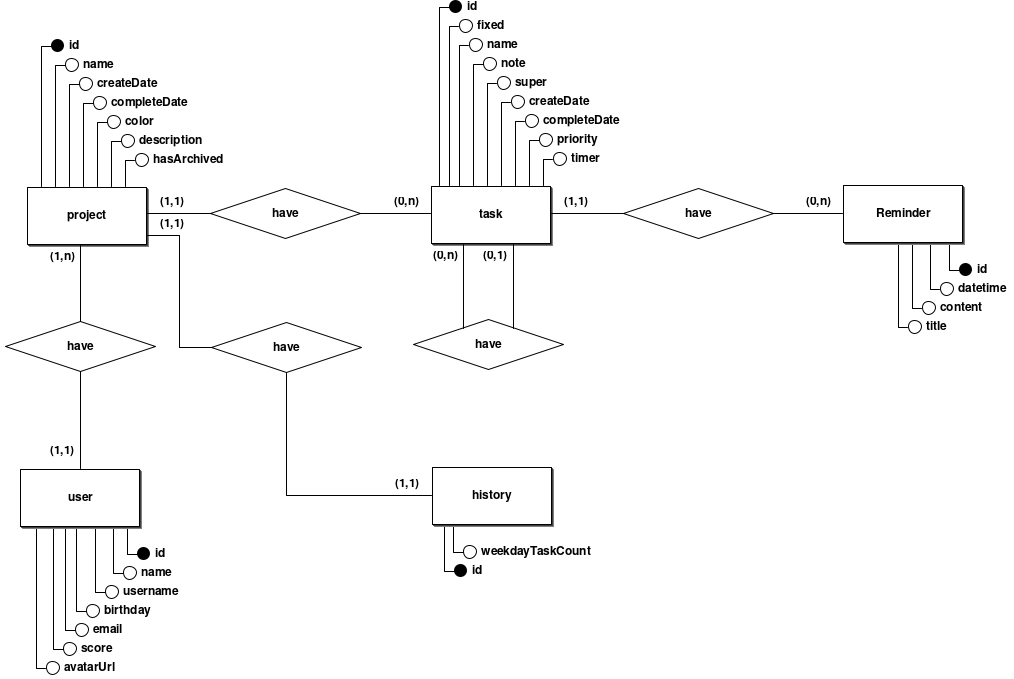 id
fixed
name
note
super
createDate
completeDate
priority
timer
id
name
createDate
completeDate
color
description
hasArchived
project
(1,1)
(1,1)
have
(0,n)
task
(1,1)
have
(0,n)
Reminder
(1,n)
(0,n)
(0,1)
id
datetime
content
title
have
have
have
(1,1)
user
(1,1)
history
id
name
username
birthday
email
score
avatarUrl
weekdayTaskCount
id